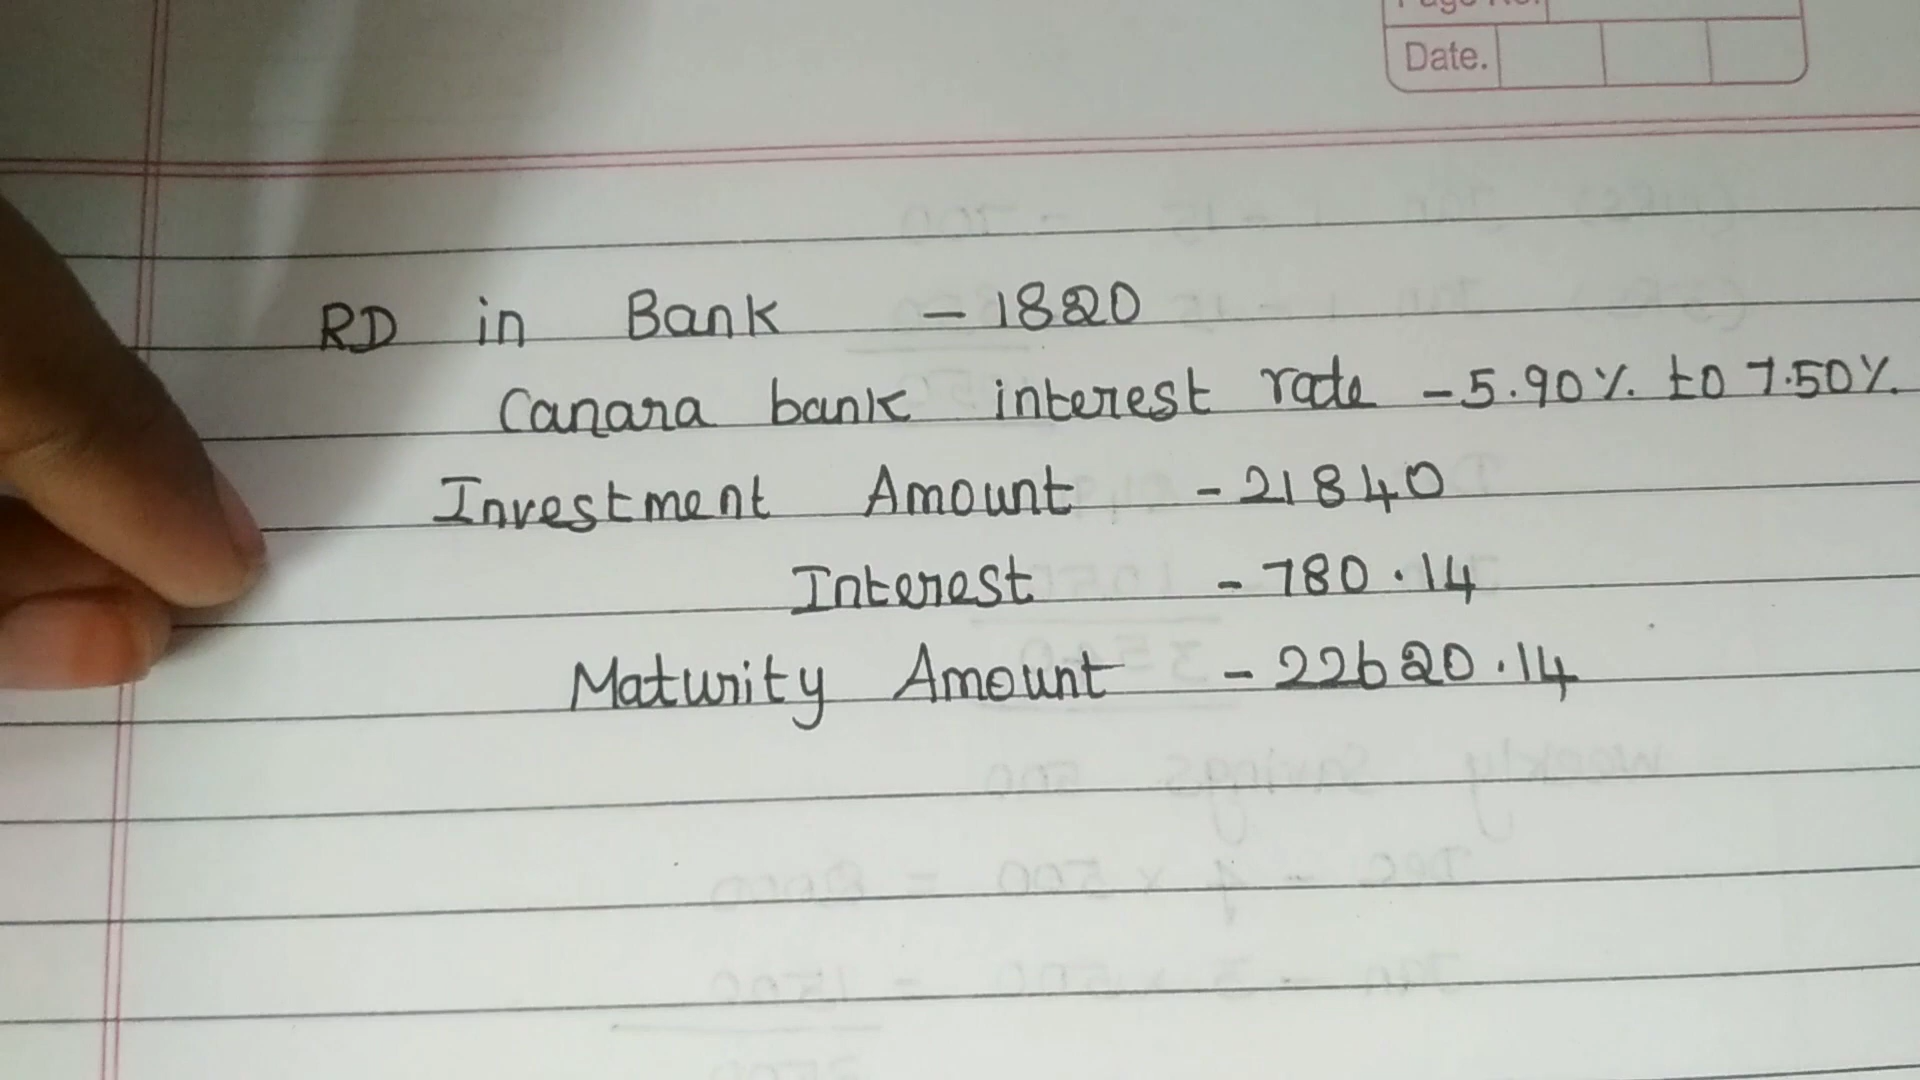 Date.
RD in Bank - 1820
Canara bank interest rate - 5.90% to 7.50%
Investment Amount - 21840
Interest - 780.14
Maturity Amount - 22620.14